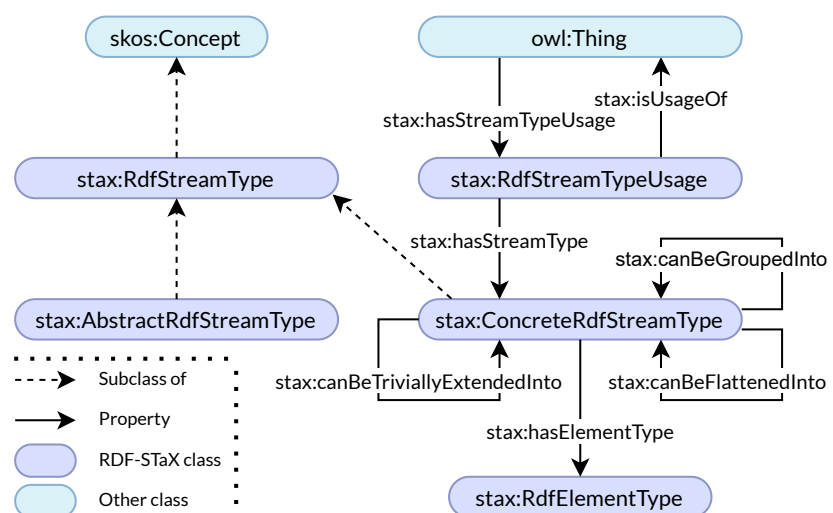 skos:Concept
owl:Thing
stax:isUsageOf
stax:hasStreamTypeUsage
stax:RdfStreamType
stax:RdfStreamTypeUsage
stax:hasStreamType
stax:canBeGroupedInto
stax:AbstractRdfStreamType
stax:ConcreteRdfStreamType
Subclass of
stax:canBeTriviallyExtendedInto
stax:canBeFlattenedInto
Property
stax:hasElementType
RDF-STaX class
Other class
stax:RdfElementType